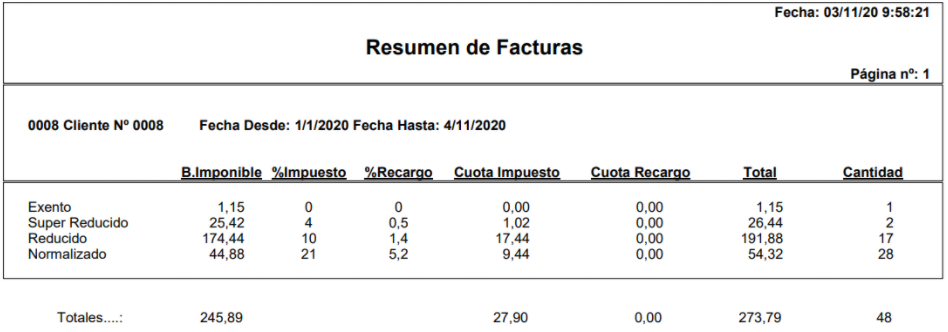 Fecha: 03/11/20 9:58:21
Resumen de Facturas
Página nº: 1
0008 Cliente Nº 0008 Fecha Desde: 1/1/2020 Fecha Hasta: 4/11/2020
B.Imponible %Impuesto %Recargo Cuota Impuesto Cuota Recargo Total Cantidad
Exento 1,15 0 0 0,00 0,00 1,15 1
Super Reducido 25,42 4 0,5 1,02 0,00 26,44 2
Reducido 174,44 10 1,4 17,44 0,00 191,88 17
Normalizado 44,88 21 5,2 9,44 0,00 54,32 28
Totales....: 245,89 27,90 0,00 273,79 48